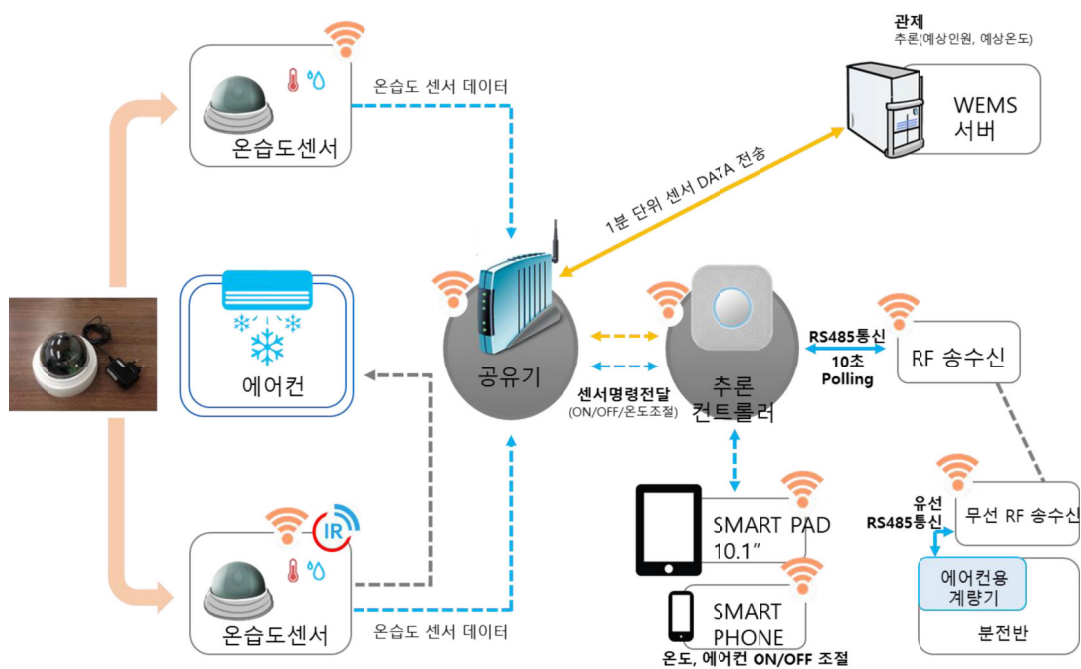 관제
추론(예상인원, 예상온도)
WEMS
서버
온습도 센서 데이터
온습도센서
1분 단위 센서 DATA 전송
에어컨
공유기
센서명령전달
(ON/OFF/온도조절)
추론
컨트롤러
RS485통신
10초
Polling
RF 송수신
SMART PAD
10.1"
유선
RS485통신
무선 RF 송수신
에어컨용
계량기
분전반
IR
온습도센서
온습도 센서 데이터
SMART
PHONE
온도, 에어컨 ON/OFF 조절